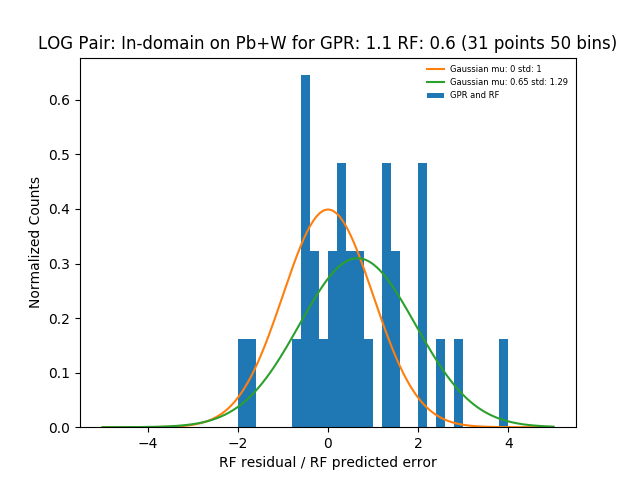 LOG Pair: In-domain on Pb+W for GPR: 1.1 RF: 0.6 (31 points 50 bins)
Gaussian mu: 0 std: 1
Gaussian mu: 0.65 std: 1.29
GPR and RF
Normalized Counts
0.6
0.5
0.4
0.3
0.2
0.1
0.0
−4 −2 0 2 4
RF residual / RF predicted error